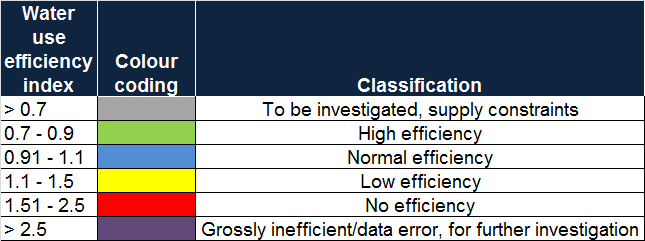 Water
use
efficiency
index
Colour
coding
Classification
> 0.7 To be investigated, supply constraints
0.7 - 0.9 High efficiency
0.91 - 1.1 Normal efficiency
1.1 - 1.5 Low efficiency
1.51 - 2.5 No efficiency
> 2.5 Grossly inefficient/data error, for further investigation